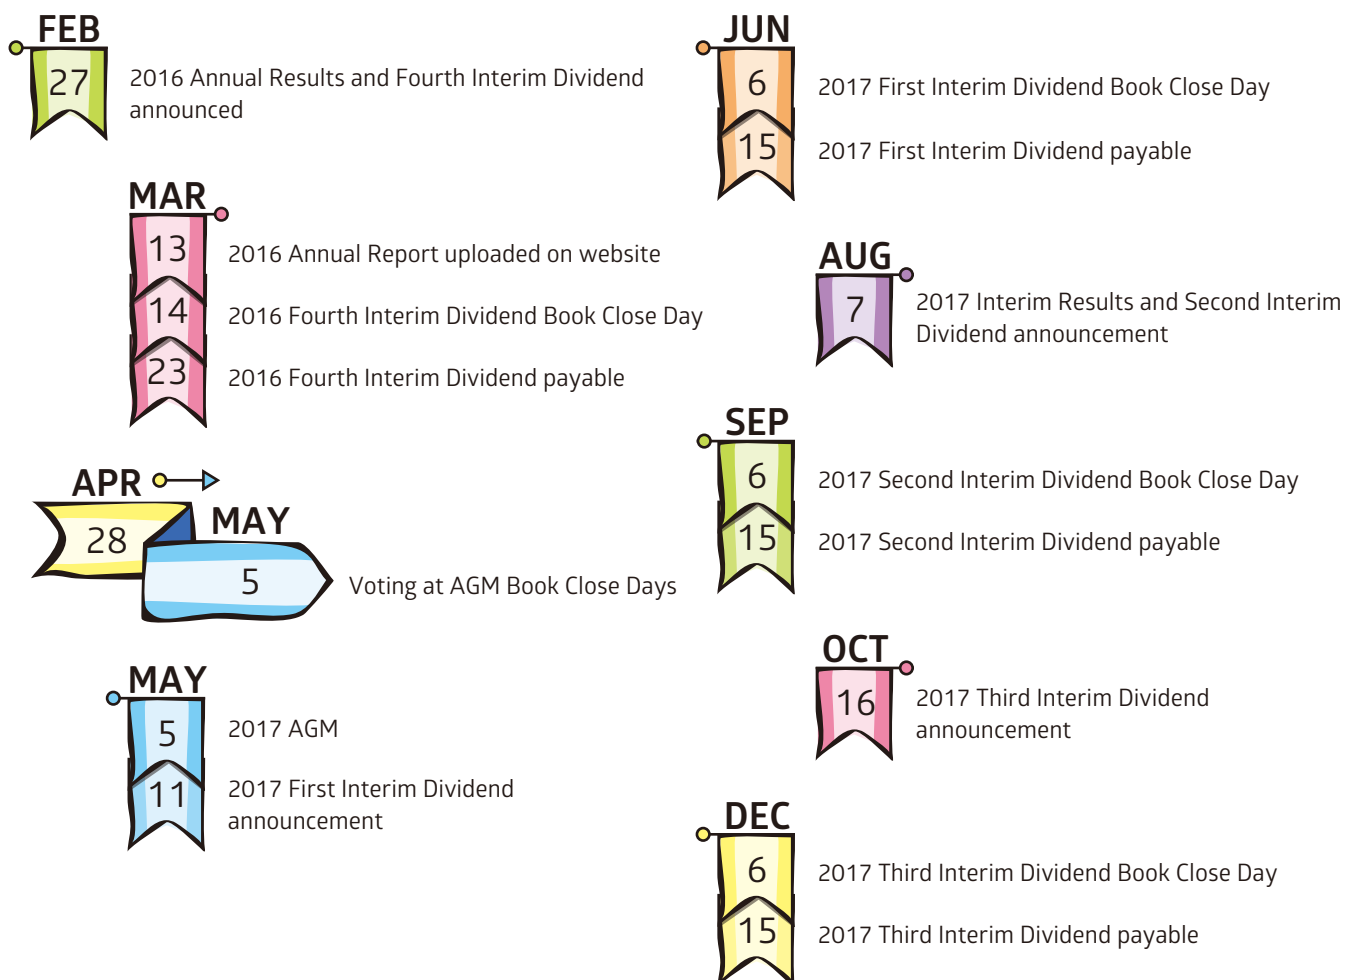 FEB
27
2016 Annual Results and Fourth Interim Dividend
announced
MAR
13
2016 Annual Report uploaded on website
14
2016 Fourth Interim Dividend Book Close Day
23
2016 Fourth Interim Dividend payable
APR
28
MAY
5
Voting at AGM Book Close Days
MAY
5
2017 AGM
11
2017 First Interim Dividend
announcement
JUN
6
2017 First Interim Dividend Book Close Day
15
2017 First Interim Dividend payable
AUG
7
2017 Interim Results and Second Interim
Dividend announcement
SEP
6
2017 Second Interim Dividend Book Close Day
15
2017 Second Interim Dividend payable
OCT
16
2017 Third Interim Dividend
announcement
DEC
6
2017 Third Interim Dividend Book Close Day
15
2017 Third Interim Dividend payable